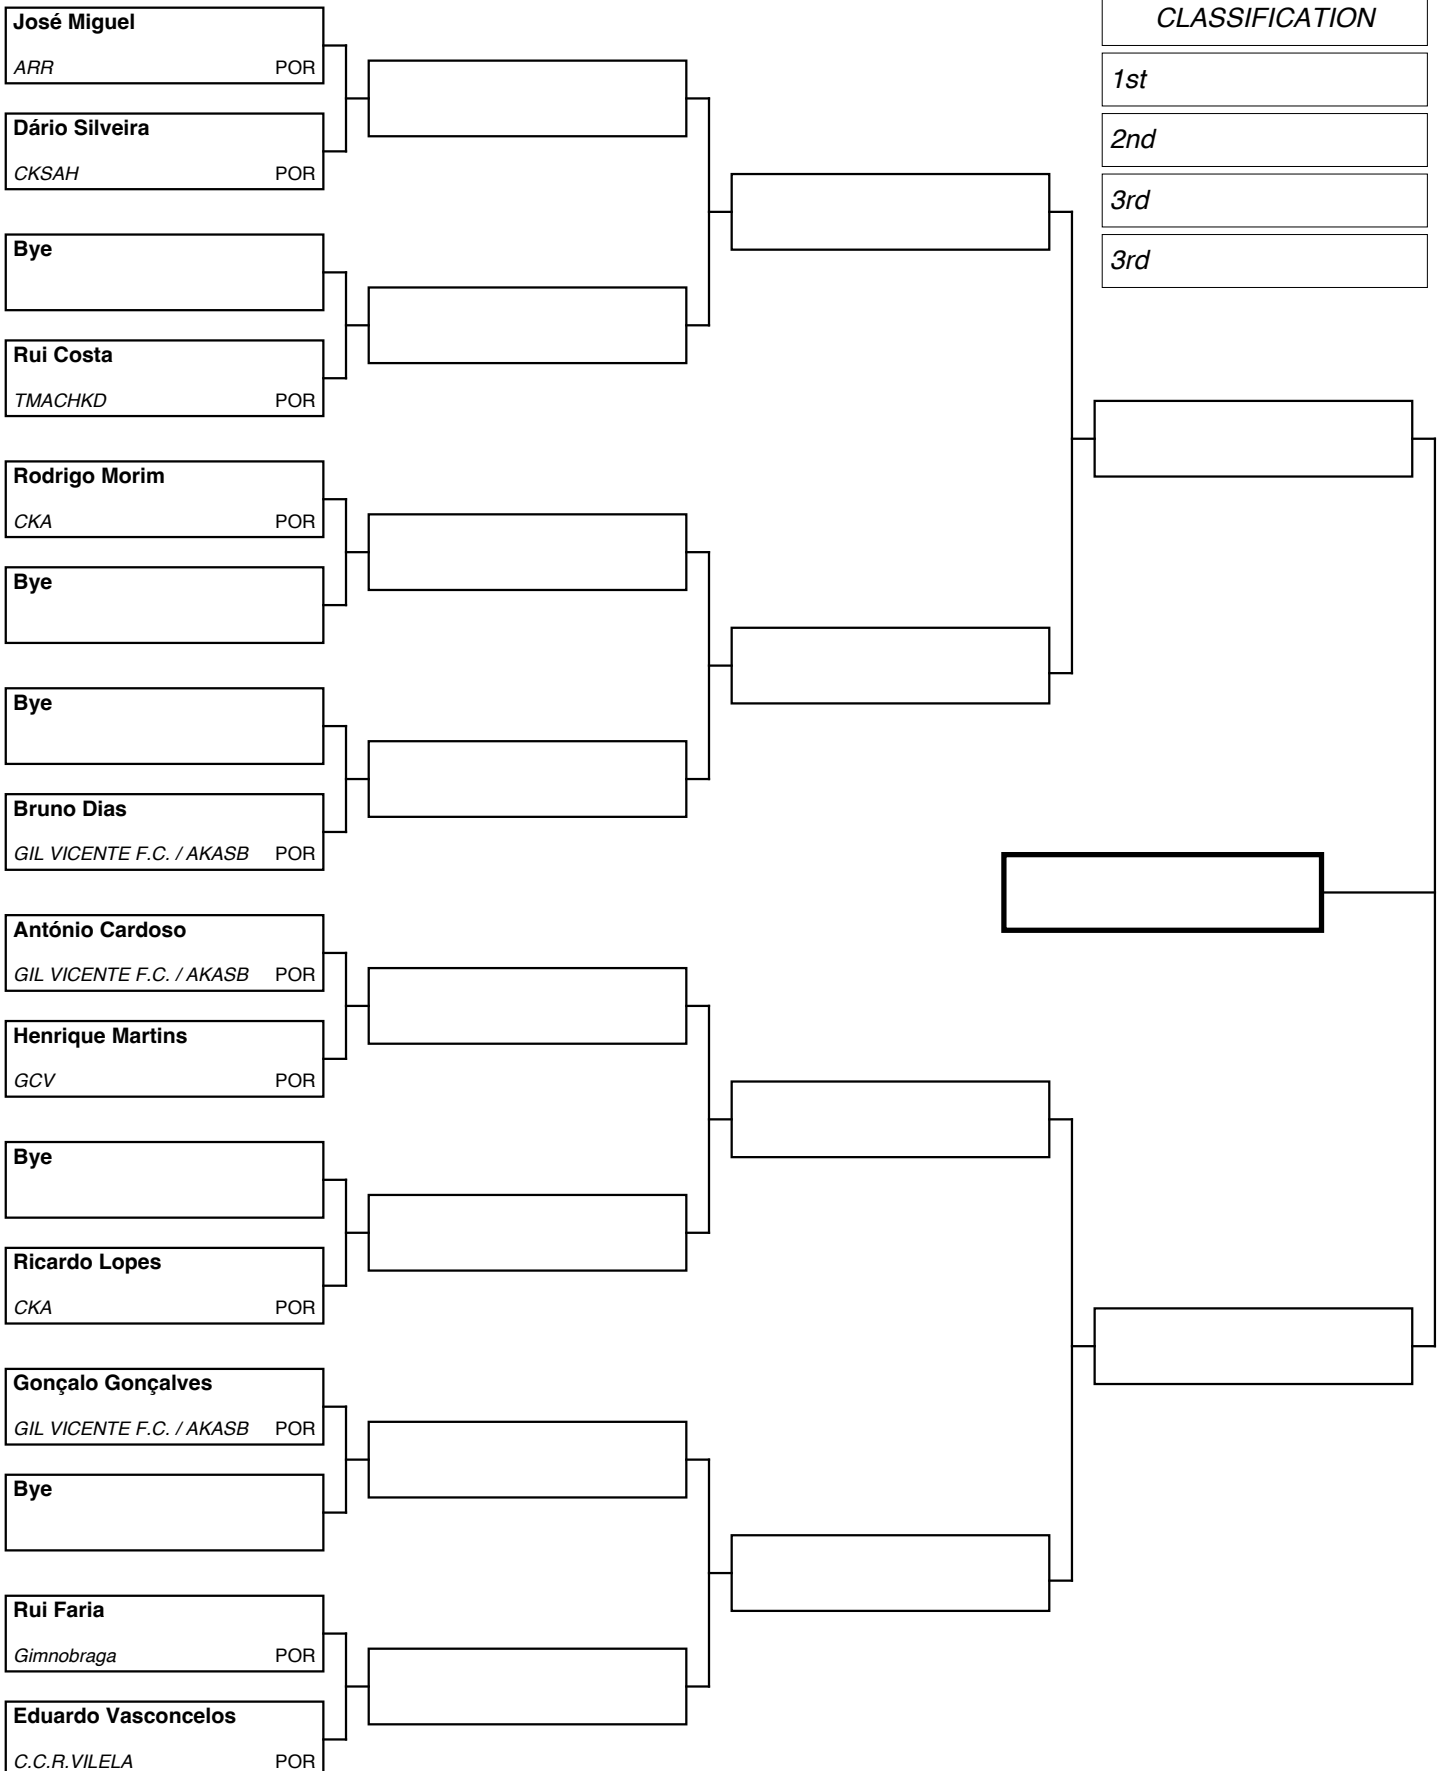 José Miguel
ARR POR
Dário Silveira
CKSAH POR
Bye
Rui Costa
TMACHKD POR
Rodrigo Morim
CKA POR
Bye
Bye
Bruno Dias
GIL VICENTE F.C. / AKASB POR
António Cardoso
GIL VICENTE F.C. / AKASB POR
Henrique Martins
GCV POR
Bye
Ricardo Lopes
CKA POR
Gonçalo Gonçalves
GIL VICENTE F.C. / AKASB POR
Bye
Rui Faria
Gimnobraga POR
Eduardo Vasconcelos
C.C.R.VILELA POR
CLASSIFICATION
1st
2nd
3rd
3rd